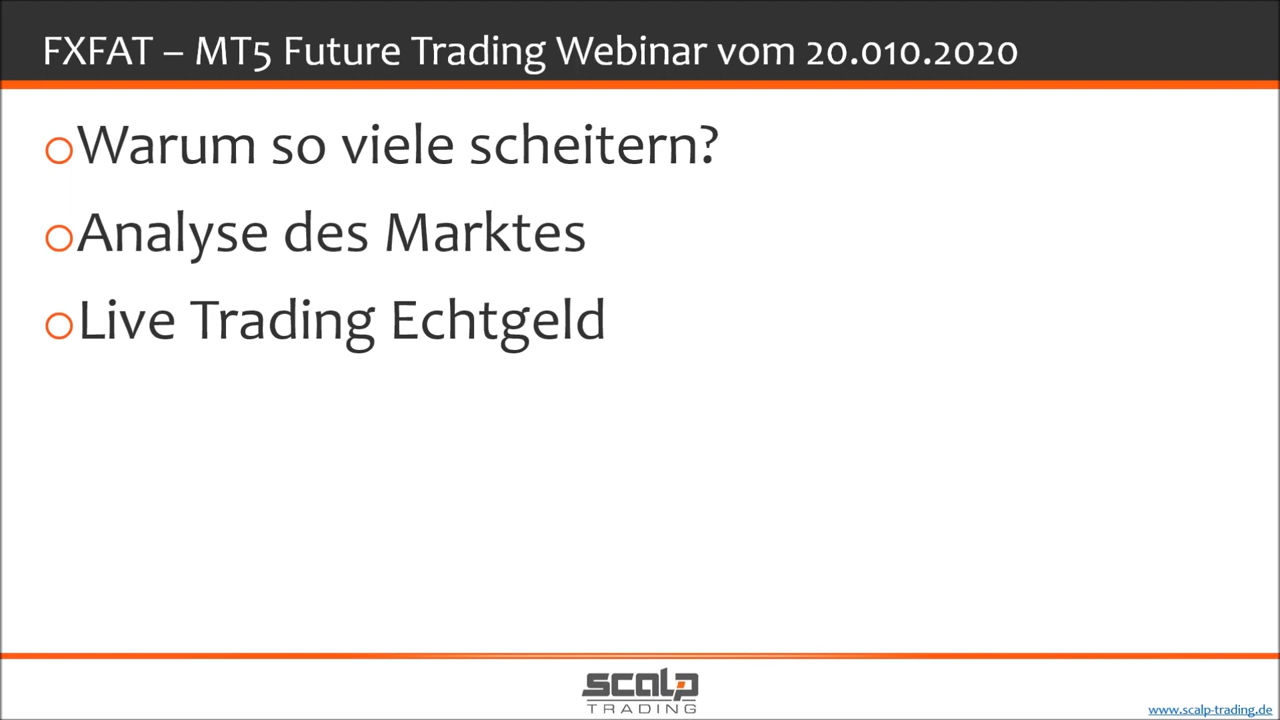 FXFAT – MT5 Future Trading Webinar vom 20.010.2020
Warum so viele scheitern?
Analyse des Marktes
Live Trading Echtgeld
scalp
TRADING
www.scalp-trading.de